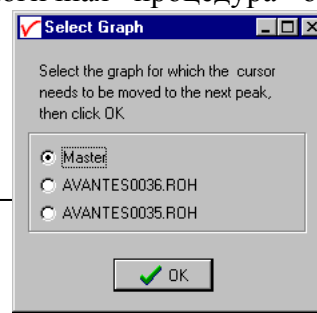 процедура
Select Graph
Select the graph for which the cursor
needs to be moved to the next peak,
then click OK
Master
AVANTES0036.ROH
AVANTES0035.ROH
OK